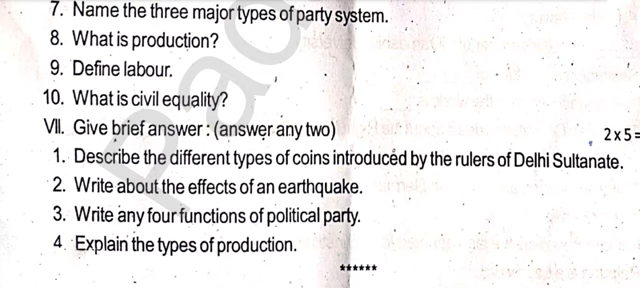 7. Name the three major types of party system.
8. What is production?
9. Define labour.
10. What is civil equality?
VII. Give brief answer : (answer any two) 2 x 5 =
1. Describe the different types of coins introduced by the rulers of Delhi Sultanate.
2. Write about the effects of an earthquake.
3. Write any four functions of political party.
4. Explain the types of production.
******